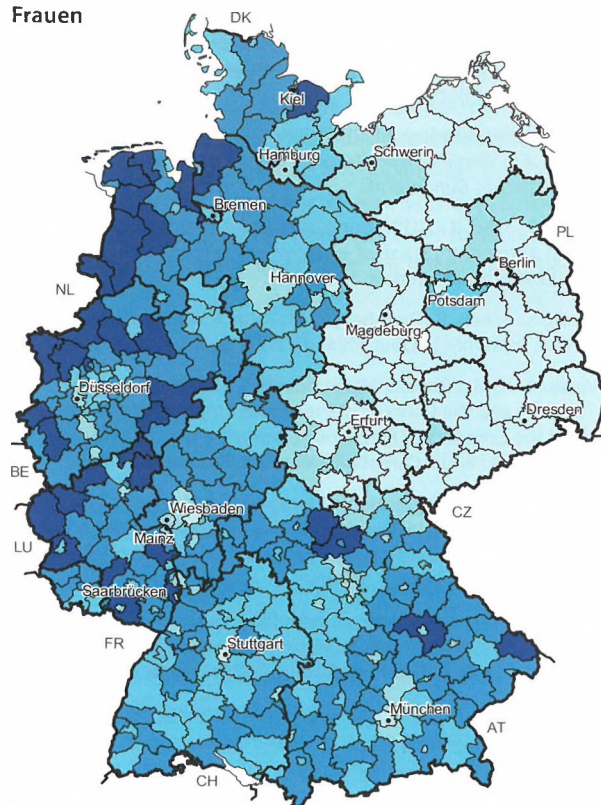 Frauen
DK
Kiel
Hamburg
Schwerin
Bremen
PL
Berlin
Hannover
NL
Potsdam
Magdeburg
Düsseldorf
Erfurt
Dresden
BE
Wiesbaden
CZ
Mainz
LU
Saarbrücken
FR
Stuttgart
München
AT
CH